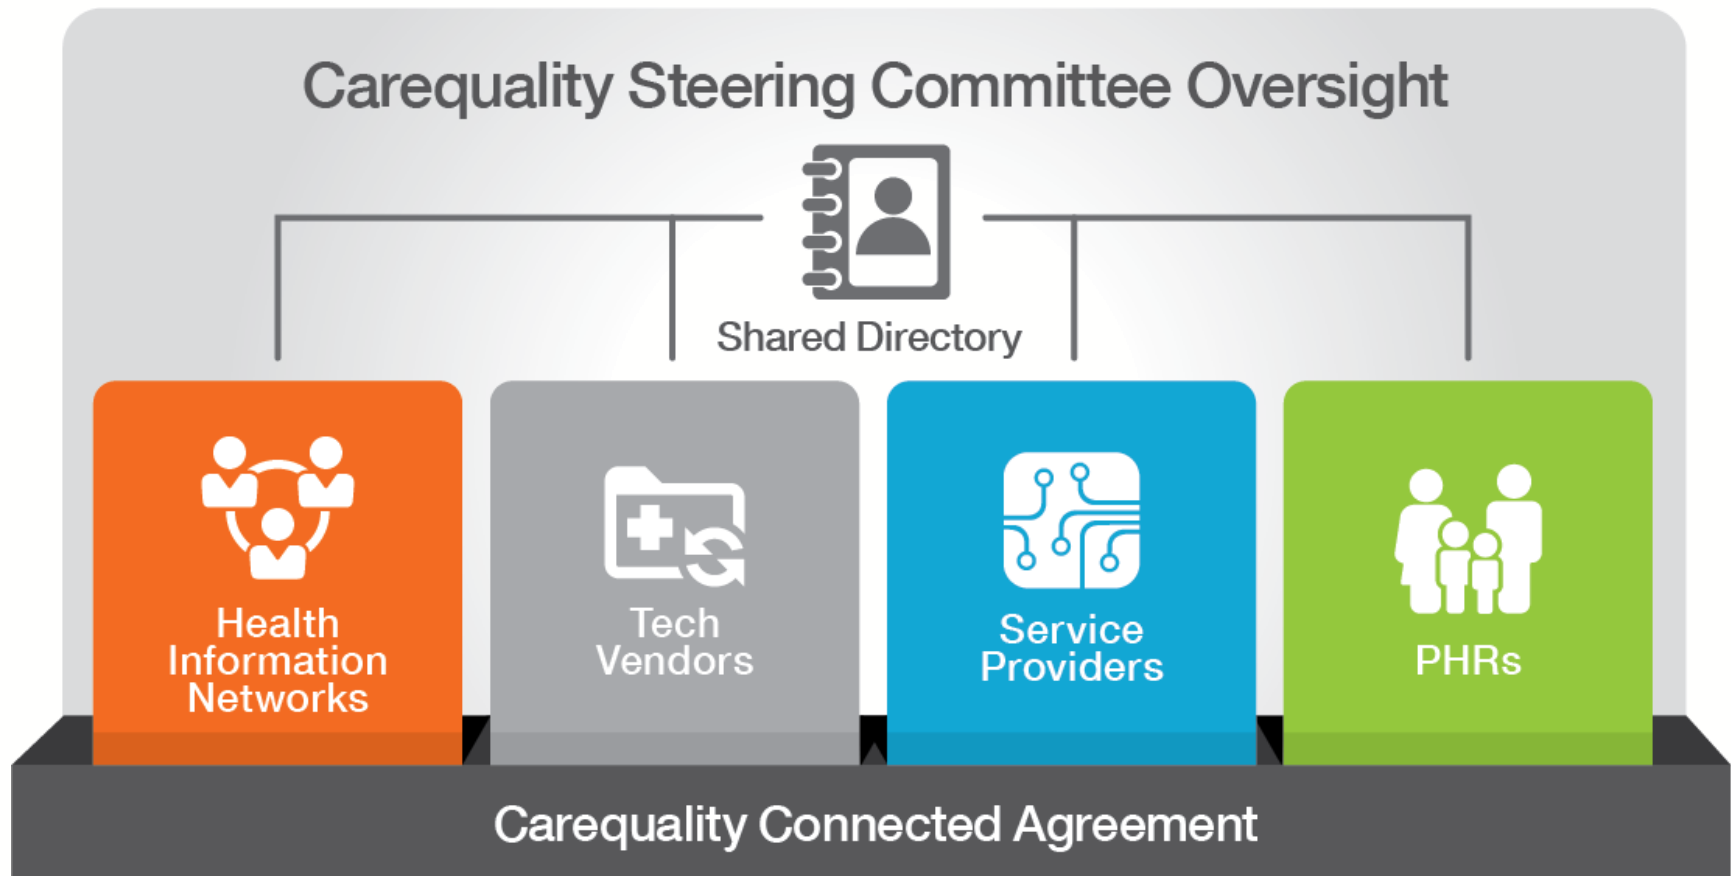 Carequality Steering Committee Oversight
Shared Directory
Health
Information
Networks
Tech
Vendors
Service
Providers
PHRs
Carequality Connected Agreement